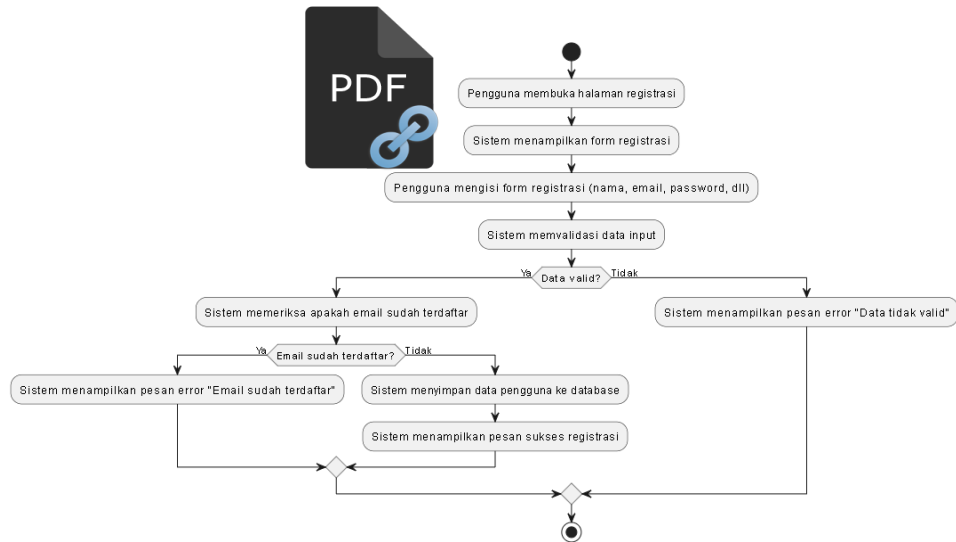 PDF
Pengguna membuka halaman registrasi
Sistem menampilkan form registrasi
Pengguna mengisi form registrasi (nama, email, password, dll)
Sistem memvalidasi data input
Ya
Data valid?
Tidak
Sistem memeriksa apakah email sudah terdaftar
Sistem menampilkan pesan error "Data tidak valid"
Ya
Email sudah terdaftar?
Tidak
Sistem menampilkan pesan error "Email sudah terdaftar"
Sistem menyimpan data pengguna ke database
Sistem menampilkan pesan sukses registrasi